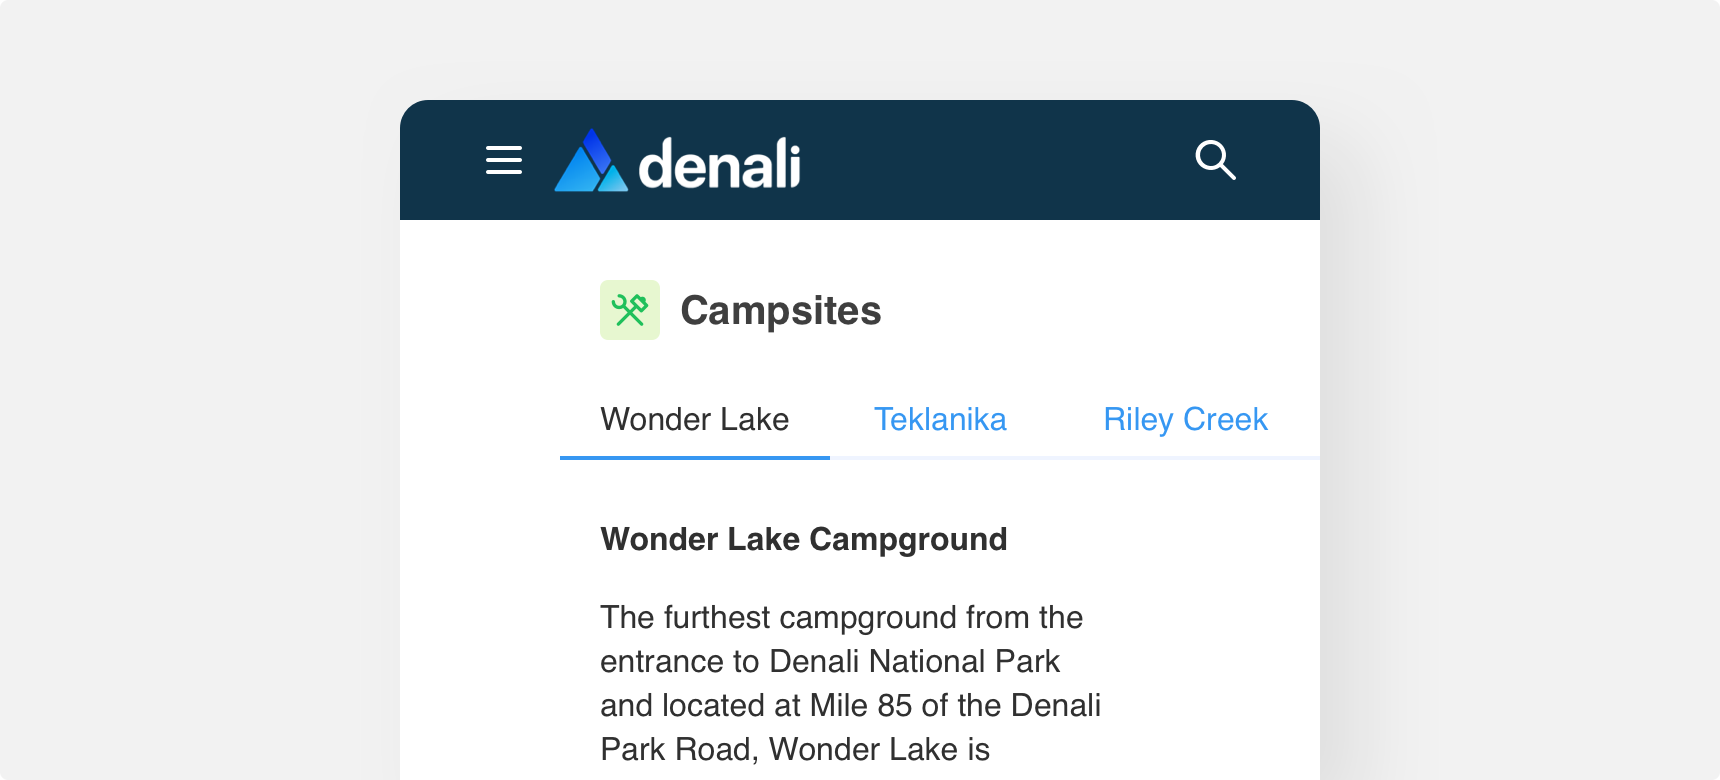 denali
Campsites
Wonder Lake Teklanika Riley Creek
Wonder Lake Campground
The furthest campground from the
entrance to Denali National Park
and located at Mile 85 of the Denali
Park Road, Wonder Lake is